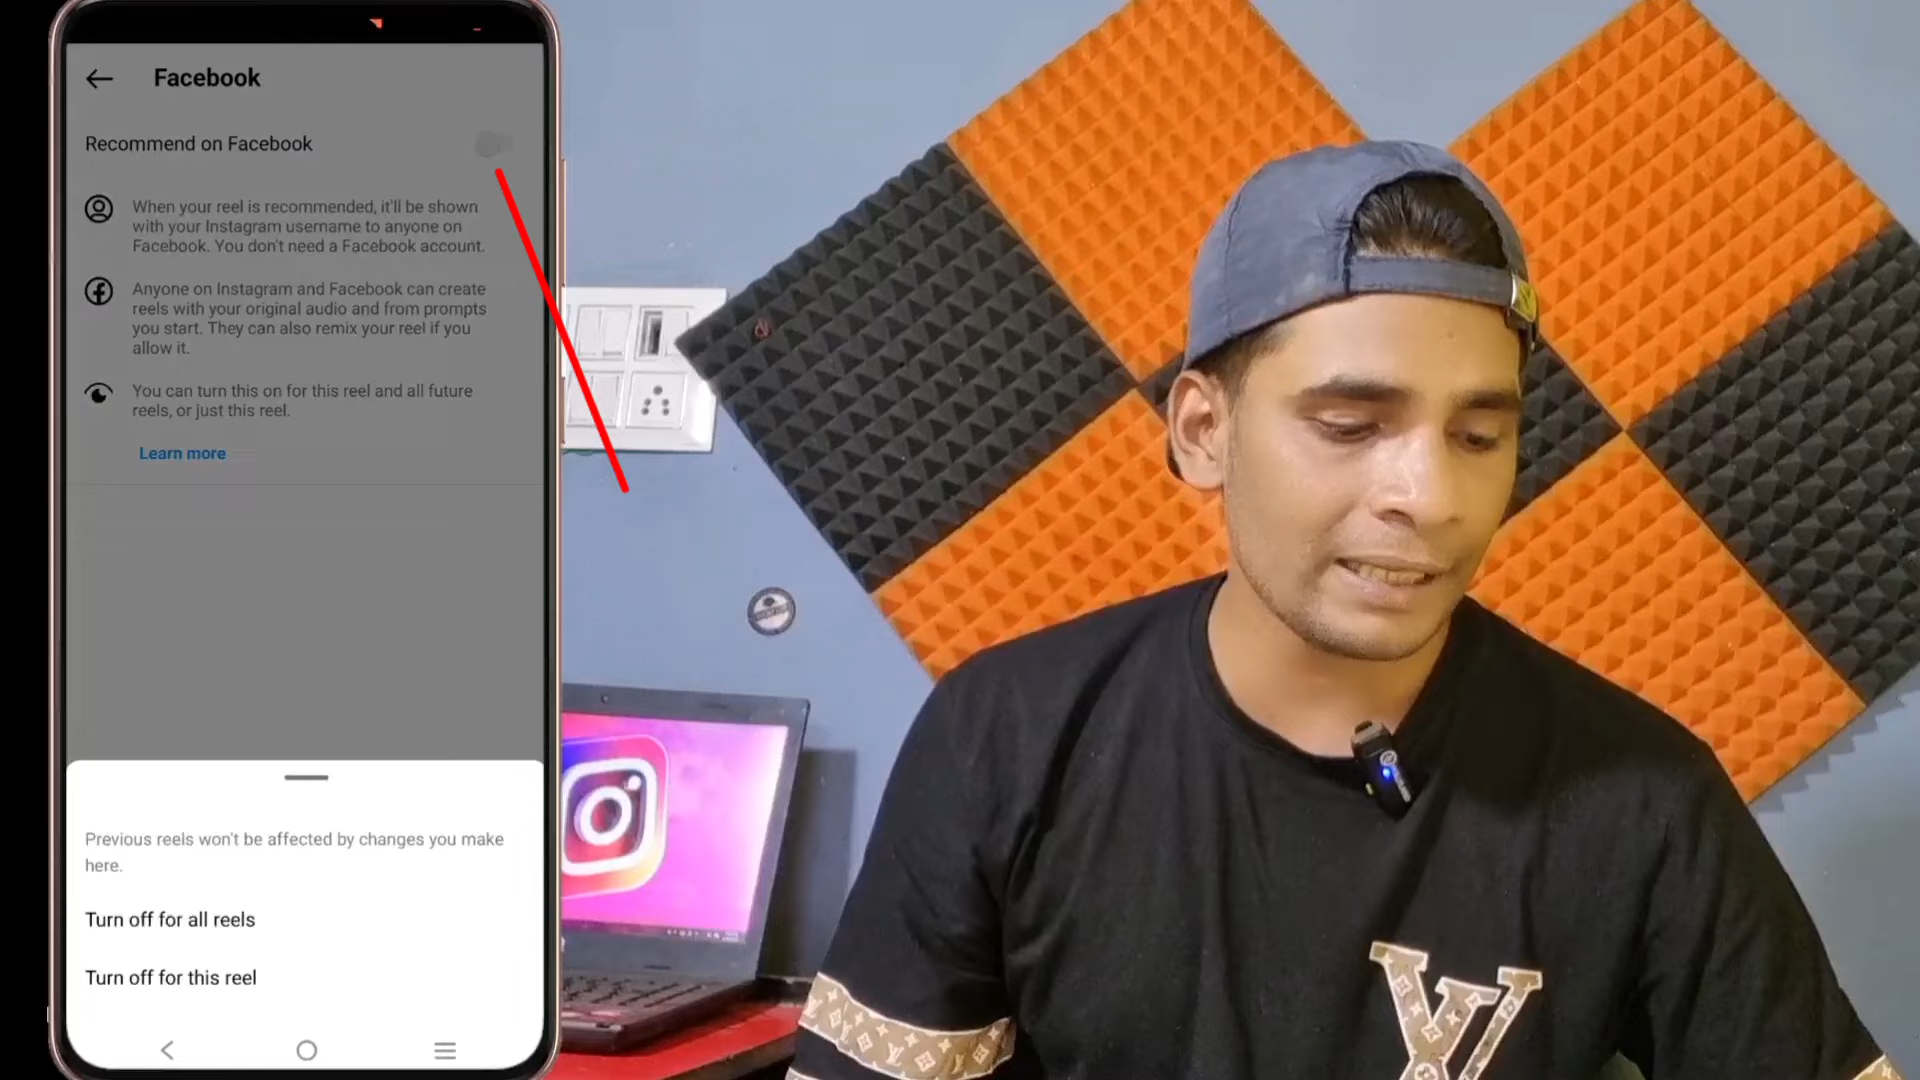 Facebook
Recommend on Facebook
When your reel is recommended, it'll be shown
with your Instagram username to anyone on
Facebook. You don't need a Facebook account.
Anyone on Instagram and Facebook can create
reels with your original audio and from prompts
you start. They can also remix your reel if you
allow it.
You can turn this on for this reel and all future
reels, or just this reel.
Learn more
Previous reels won't be affected by changes you make
here.
Turn off for all reels
Turn off for this reel